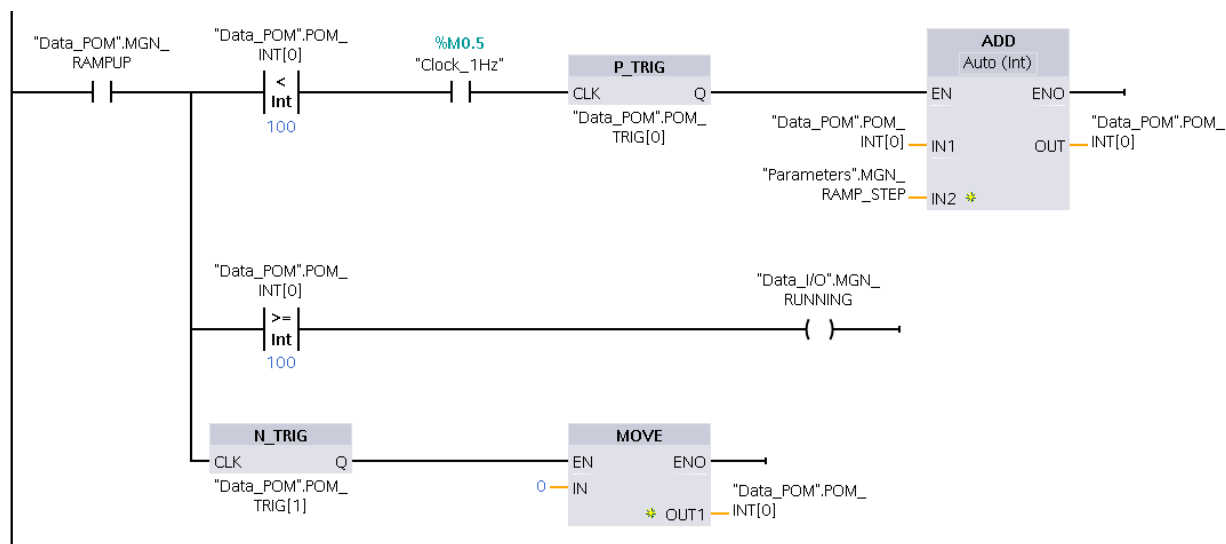 "Data_POM".MGN_
RAMPUP
"Data_POM".POM_
INT[0]
<
Int
100
%M0.5
"Clock_1Hz"
P_TRIG
CLK
Q
"Data_POM".POM_
TRIG[0]
ADD
Auto (Int)
EN
ENO
"Data_POM".POM_
INT[0]
IN1
OUT
"Data_POM".POM_
INT[0]
"Parameters".MGN_
RAMP_STEP
IN2
"Data_POM".POM_
INT[0]
>=
Int
100
"Data_I/O".MGN_
RUNNING
N_TRIG
CLK
Q
"Data_POM".POM_
TRIG[1]
MOVE
EN
ENO
0
IN
OUT1
"Data_POM".POM_
INT[0]